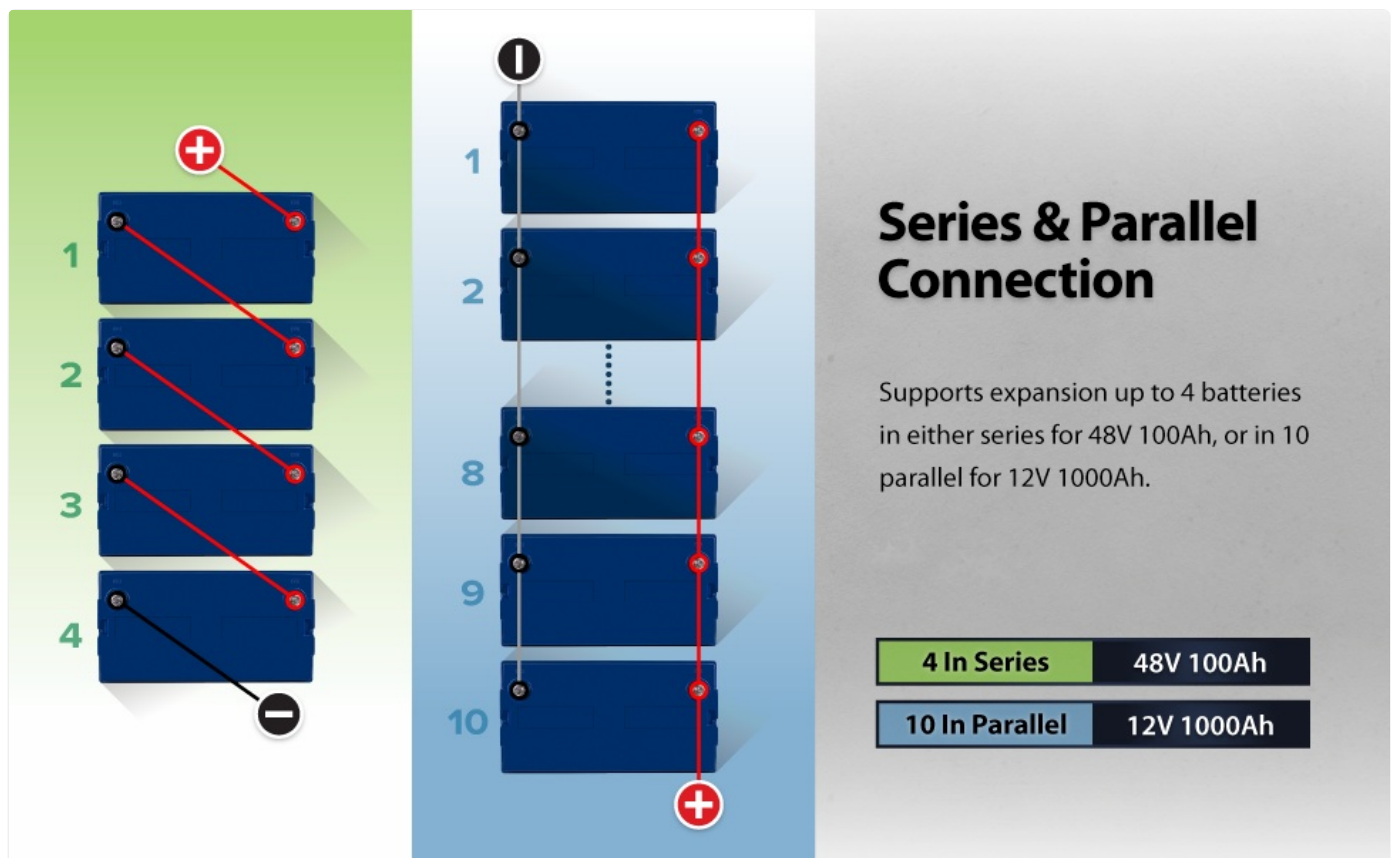 1
2
3
4
1
2
8
9
10
Series & Parallel
Connection
Supports expansion up to 4 batteries
in either series for 48V 100Ah, or in 10
parallel for 12V 1000Ah.
4 In Series 48V 100Ah
10 In Parallel 12V 1000Ah